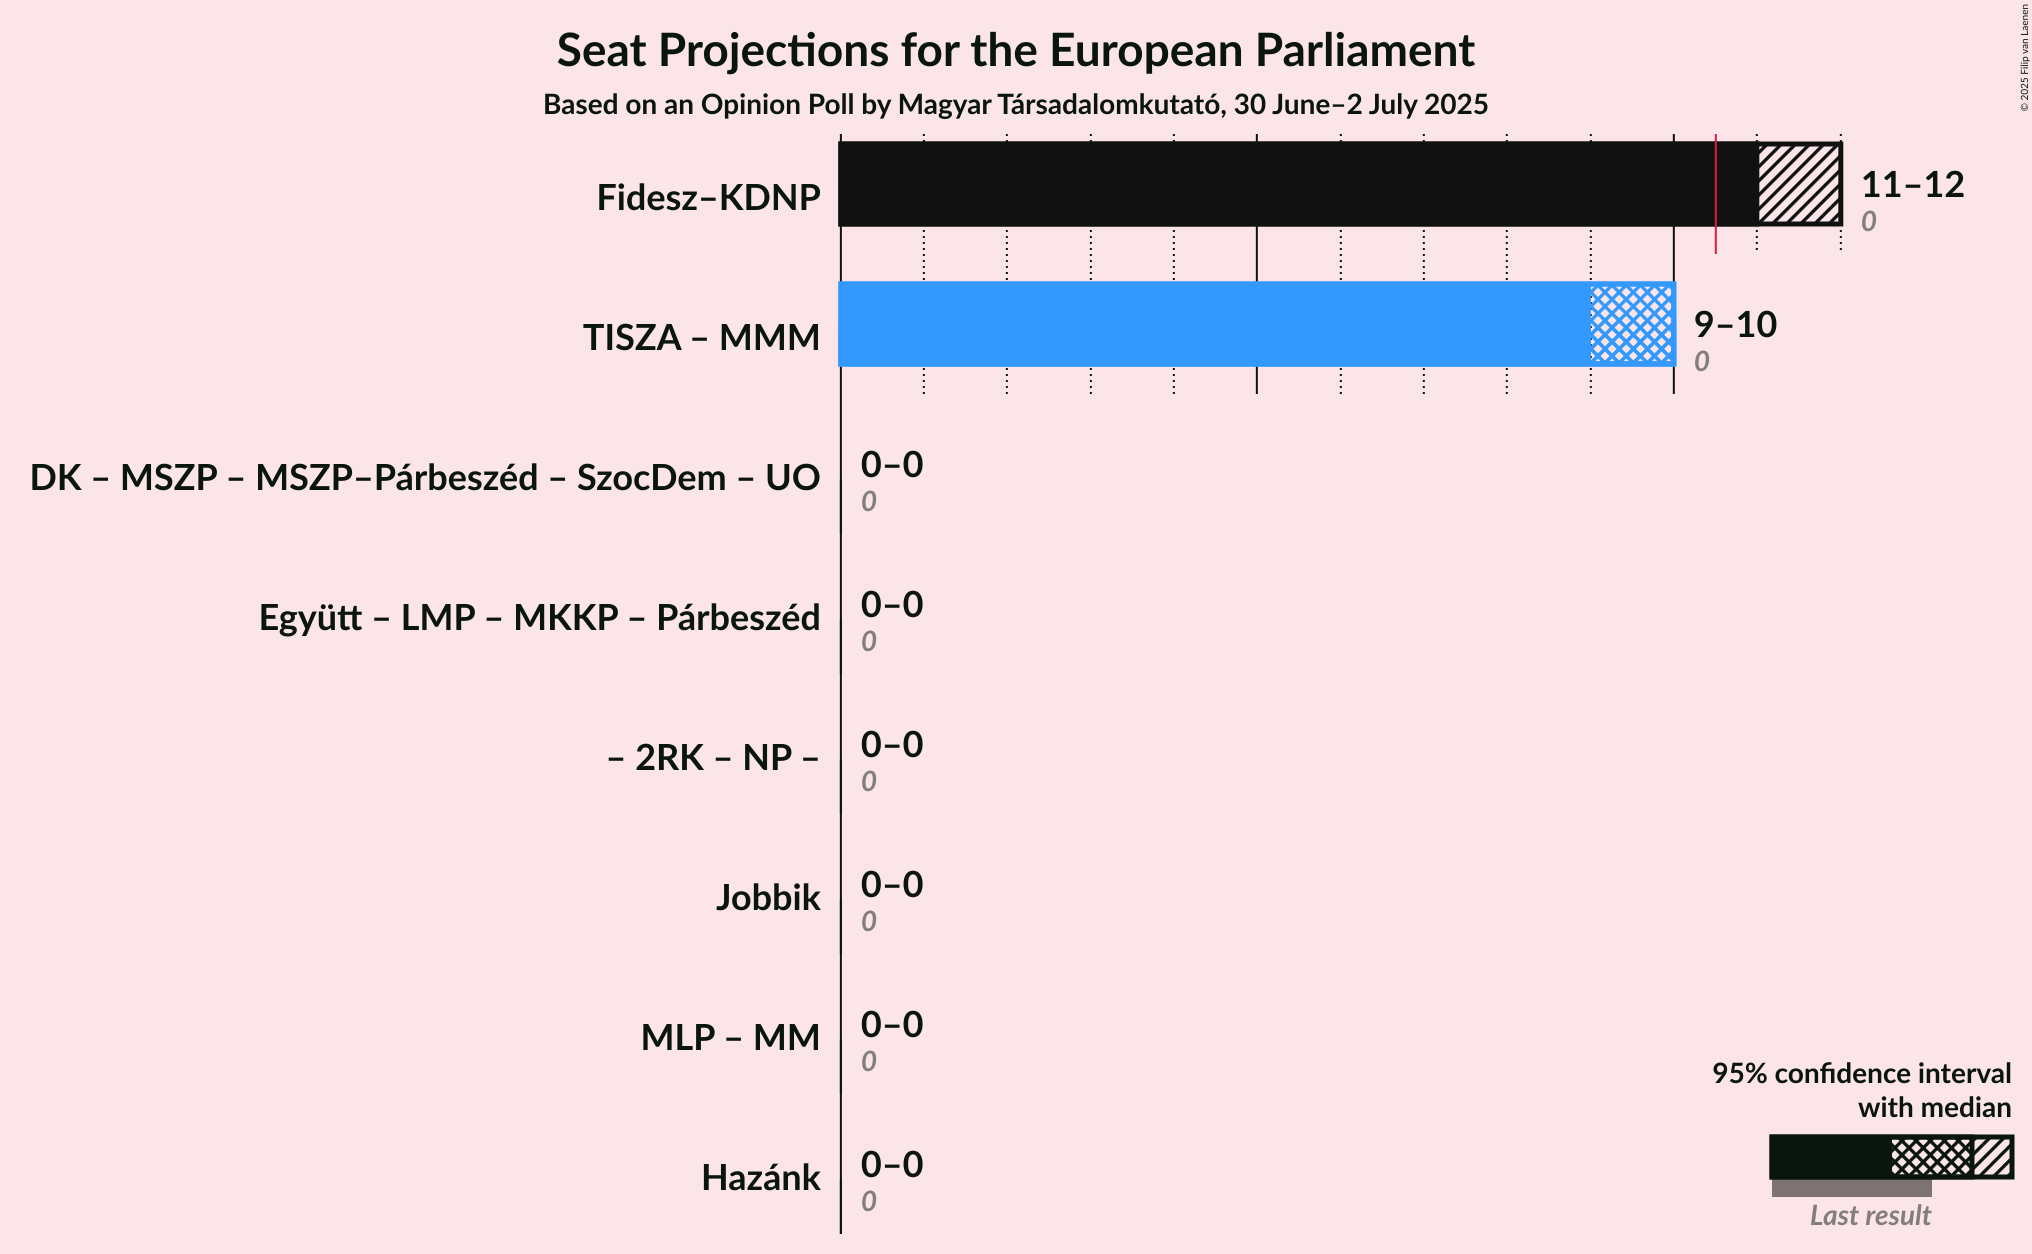 Seat Projections for the European Parliament
Based on an Opinion Poll by Magyar Társadalomkutató, 30 June–2 July 2025
© 2025 Filip van Laenen
Fidesz–KDNP
11–12
0
TISZA – MMM
9–10
0
DK – MSZP – MSZP–Párbeszéd – SzocDem – UO
0–0
0
Együtt – LMP – MKKP – Párbeszéd
0–0
0
– 2RK – NP –
0–0
0
Jobbik
0–0
0
MLP – MM
0–0
0
Hazánk
0–0
0
95% confidence interval
with median
Last result